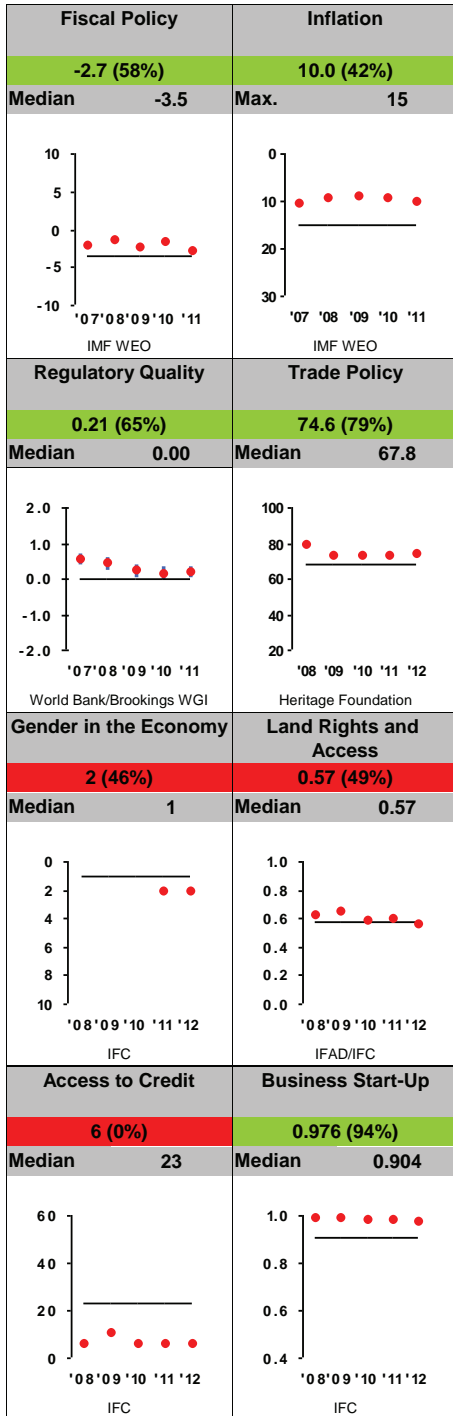 Fiscal Policy
-2.7 (58%)
Median -3.5
10
5
0
-5
-10
'07 '08 '09 '10 '11
IMF WEO
Inflation
10.0 (42%)
Max. 15
0
10
20
30
'07 '08 '09 '10 '11
IMF WEO
Regulatory Quality
0.21 (65%)
Median 0.00
2.0
1.0
0.0
-1.0
-2.0
'07 '08 '09 '10 '11
World Bank/Brookings WGI
Trade Policy
74.6 (79%)
Median 67.8
100
80
60
40
20
'08 '09 '10 '11 '12
Heritage Foundation
Gender in the Economy
2 (46%)
Median 1
0
2
4
6
8
10
'08 '09 '10 '11 '12
IFC
Land Rights and
Access
0.57 (49%)
Median 0.57
1.0
0.8
0.6
0.4
0.2
0.0
'08 '09 '10 '11 '12
IFAD/IFC
Access to Credit
6 (0%)
Median 23
60
40
20
0
'08 '09 '10 '11 '12
IFC
Business Start-Up
0.976 (94%)
Median 0.904
1.0
0.8
0.6
0.4
'08 '09 '10 '11 '12
IFC